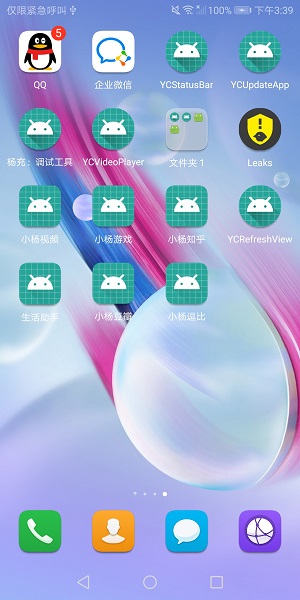 仅限紧急呼叫 100% 下午3:39
5
QQ 企业微信 YCStatusBar YCUpdateApp
杨充：调试工具 YCVideoPlayer 文件夹 1 Leaks
小杨视频 小杨游戏 小杨知乎 YCRefreshView
生活助手 小杨豆瓣 小杨逗比